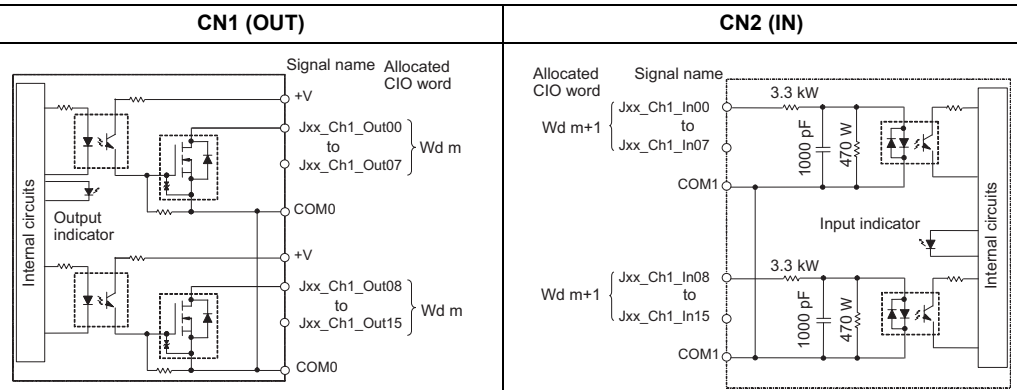 CN1 (OUT)
CN2 (IN)
Signal name
Allocated
CIO word
+V
Jxx_Ch1_Out00
to
Jxx_Ch1_Out07
Wd m
COM0
Internal circuits
Output
indicator
+V
Jxx_Ch1_Out08
to
Jxx_Ch1_Out15
Wd m
COM0
Allocated
CIO word
Signal name
3.3 kW
Jxx_Ch1_In00
to
Jxx_Ch1_In07
Wd m+1
1000 pF
470 W
COM1
Input indicator
Internal circuits
3.3 kW
Jxx_Ch1_In08
to
Jxx_Ch1_In15
Wd m+1
1000 pF
470 W
COM1